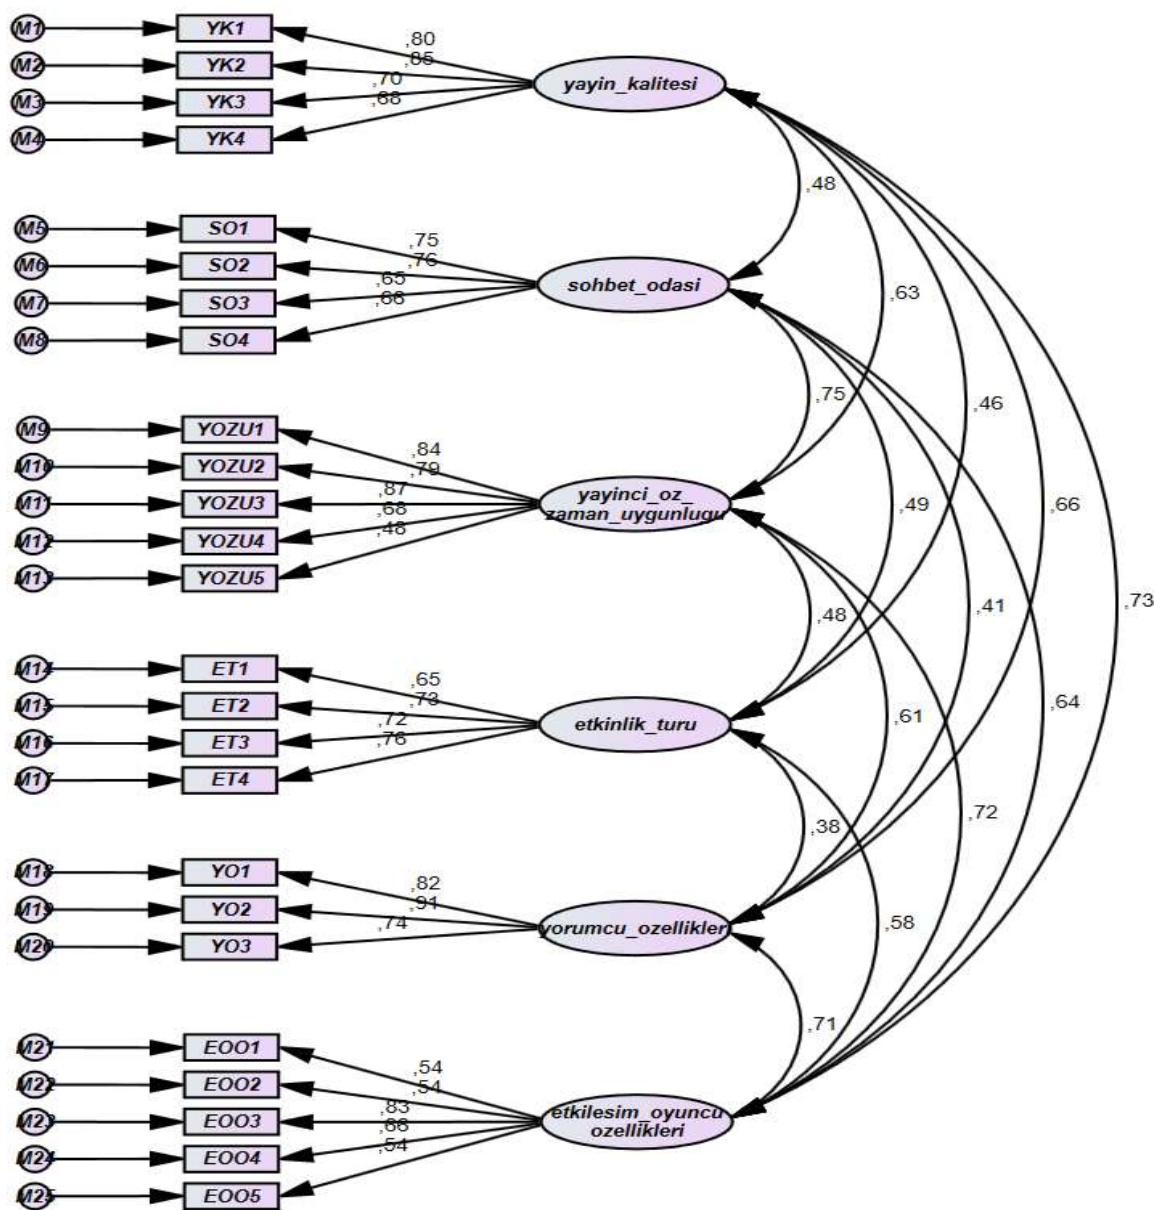 M1
YK1
,80
M2
YK2
,85
M3
YK3
,70
M4
YK4
,68
yayin_kalitesi
M5
SO1
,75
M6
SO2
,76
M7
SO3
,65
M8
SO4
sohbet_odasi
M9
YOZU1
,84
M10
YOZU2
,79
M11
YOZU3
,87
M12
YOZU4
,68
M13
YOZU5
,48
yayinci_oz_
zaman_uygunlugu
M14
ET1
,65
M15
ET2
,73
M16
ET3
,72
M17
ET4
,76
etkinlik_turu
M18
YO1
,82
M19
YO2
,91
M20
YO3
,74
yorumcu_ozellikler
M21
EOO1
,54
M22
EOO2
,54
M23
EOO3
,83
M24
EOO4
M25
EOO5
,54
etkilesim_oyuncu
ozellikleri
,48
,63
,75
,46
,49
,66
,41
,73
,48
,61
,64
,38
,72
,58
,71